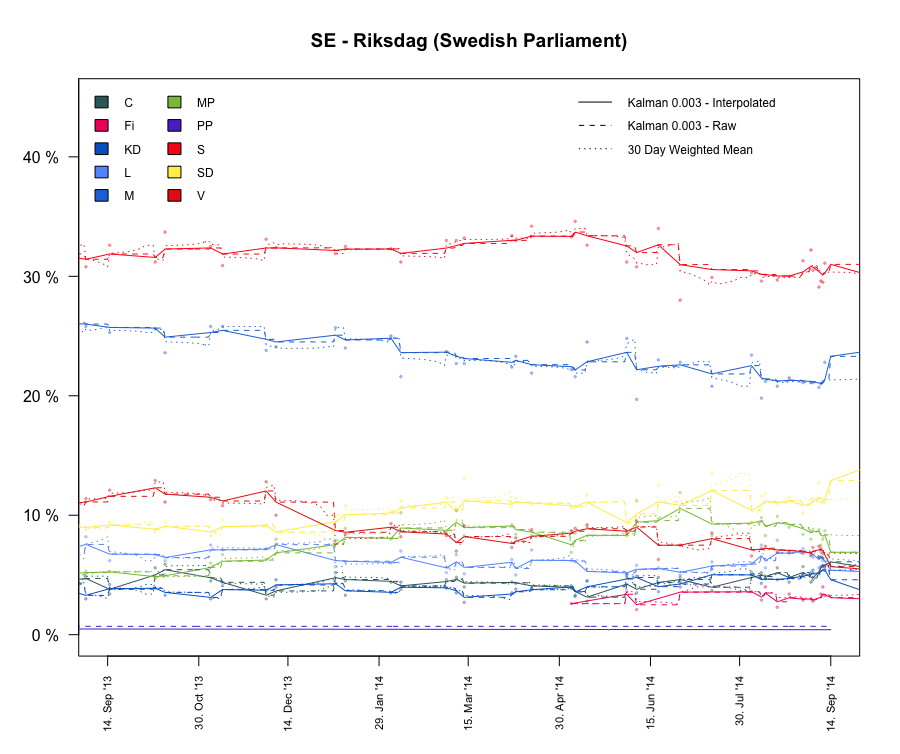 SE - Riksdag (Swedish Parliament)
C
Fi
KD
L
M
MP
PP
S
SD
V
Kalman 0.003 - Interpolated
Kalman 0.003 - Raw
30 Day Weighted Mean
40 %
30 %
20 %
10 %
0 %
14. Sep '13
30. Oct '13
14. Dec '13
29. Jan '14
15. Mar '14
30. Apr '14
15. Jun '14
30. Jul '14
14. Sep '14